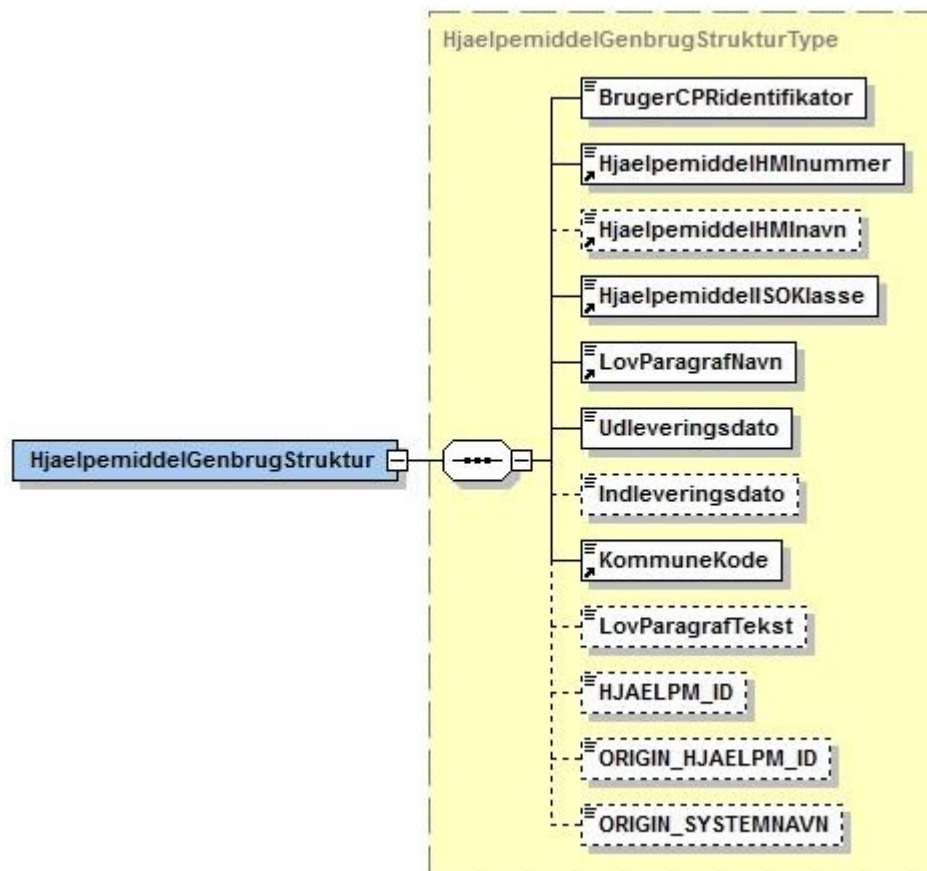 HjaelpemiddelGenbrugStrukturType
BrugerCPRidentifikator
HjaelpemiddelHMInummer
HjaelpemiddelHMInavn
HjaelpemiddelISOKlasse
LovParagrafNavn
Udleveringsdato
HjaelpemiddelGenbrugStruktur
Indleveringsdato
KommuneKode
LovParagrafTekst
HJAELPM_ID
ORIGIN_HJAELPM_ID
ORIGIN_SYSTEMNAVN